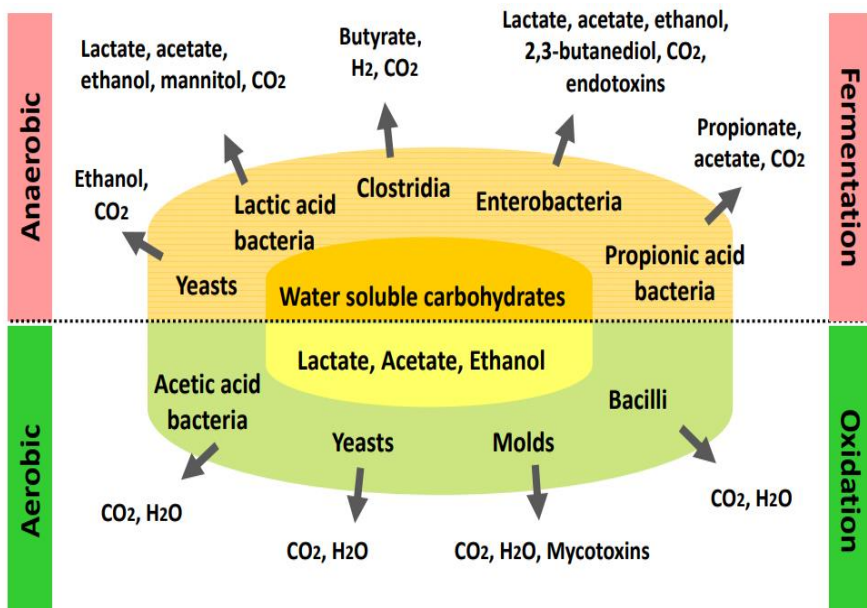 Anaerobic
Fermentation
Lactate, acetate,
ethanol, mannitol, CO2
Butyrate,
H2, CO2
Lactate, acetate, ethanol,
2,3-butanediol, CO2,
endotoxins
Propionate,
acetate, CO2
Ethanol,
CO2
Yeasts
Lactic acid
bacteria
Clostridia
Enterobacteria
Propionic acid
bacteria
Water soluble carbohydrates
Aerobic
Oxidation
Lactate, Acetate, Ethanol
Acetic acid
bacteria
Yeasts
Molds
Bacilli
CO2, H2O
CO2, H2O
CO2, H2O, Mycotoxins
CO2, H2O